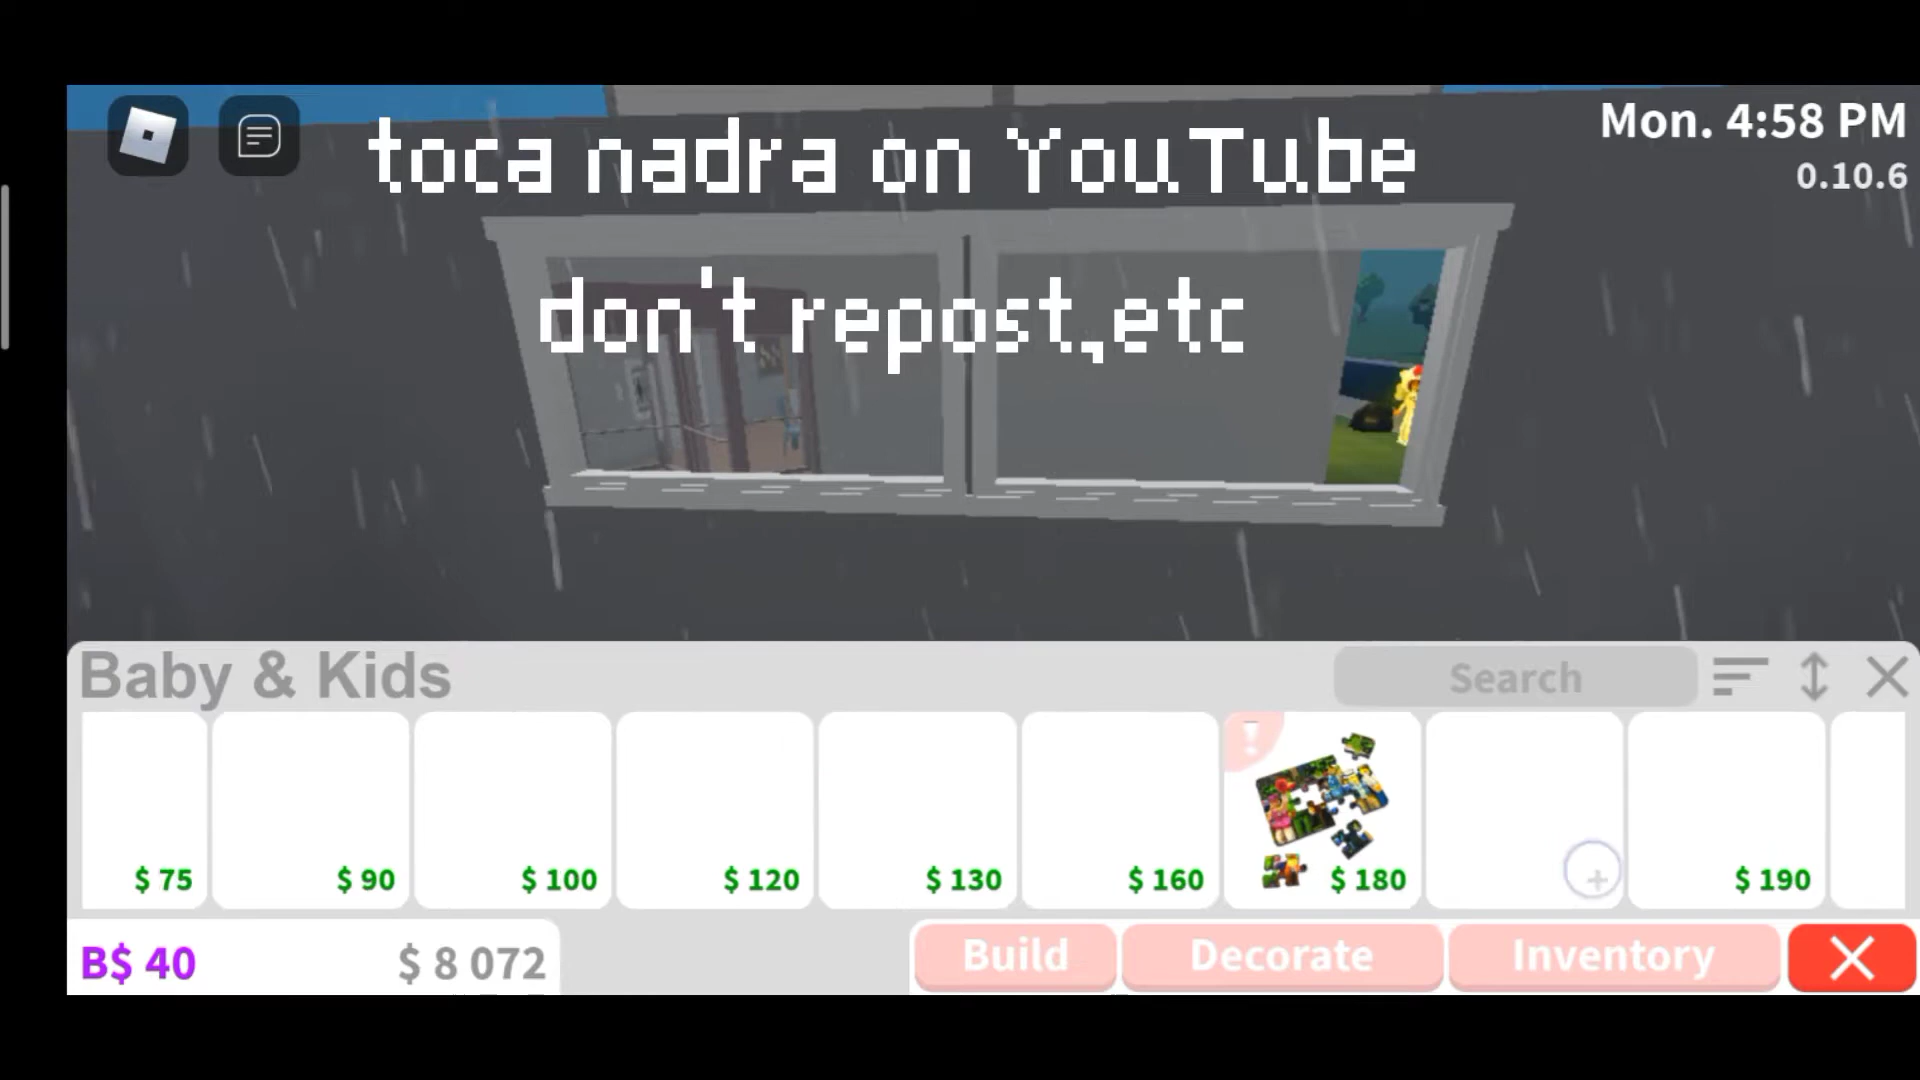 toca nadra on YouTube
Mon. 4:58 PM
0.10.6
don't repost,etc
Baby & Kids
Search
!
$ 75
$ 90
$ 100
$ 120
$ 130
$ 160
$ 180
+
$ 190
B$ 40
$ 8 072
Build
Decorate
Inventory